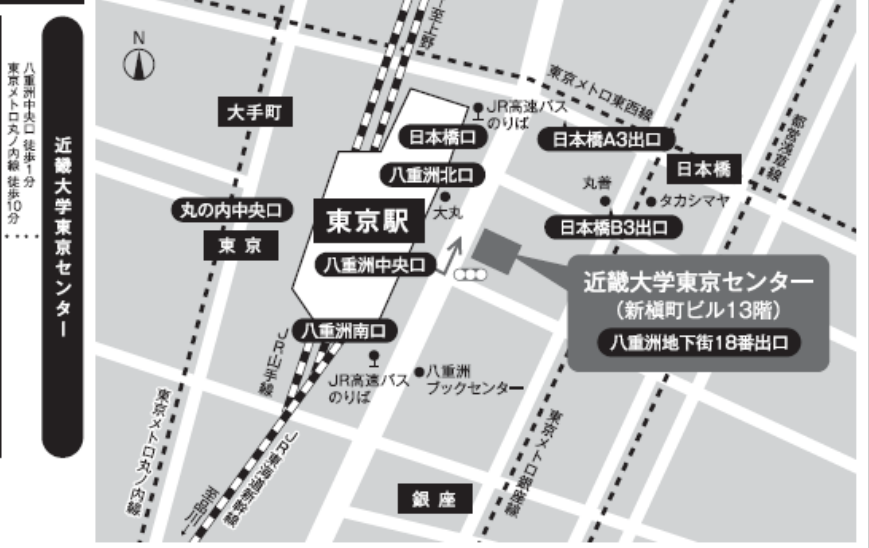 近畿大学東京センター
八重洲中央口 徒歩1分
東京メトロ丸ノ内線 徒歩10分
N
至上野
東京メトロ東西線
都営浅草線
大手町
JR高速バス
のりば
日本橋口
日本橋A3出口
日本橋
八重洲北口
丸善
タカシマヤ
丸の内中央口
大丸
東京駅
日本橋B3出口
東京
八重洲中央口
近畿大学東京センター
(新槇町ビル13階)
八重洲地下街18番出口
八重洲南口
JR山手線
JR高速バス
のりば
八重洲
ブックセンター
東京メトロ丸ノ内線
JR東海道新幹線
東京メトロ銀座線
至品川
銀座